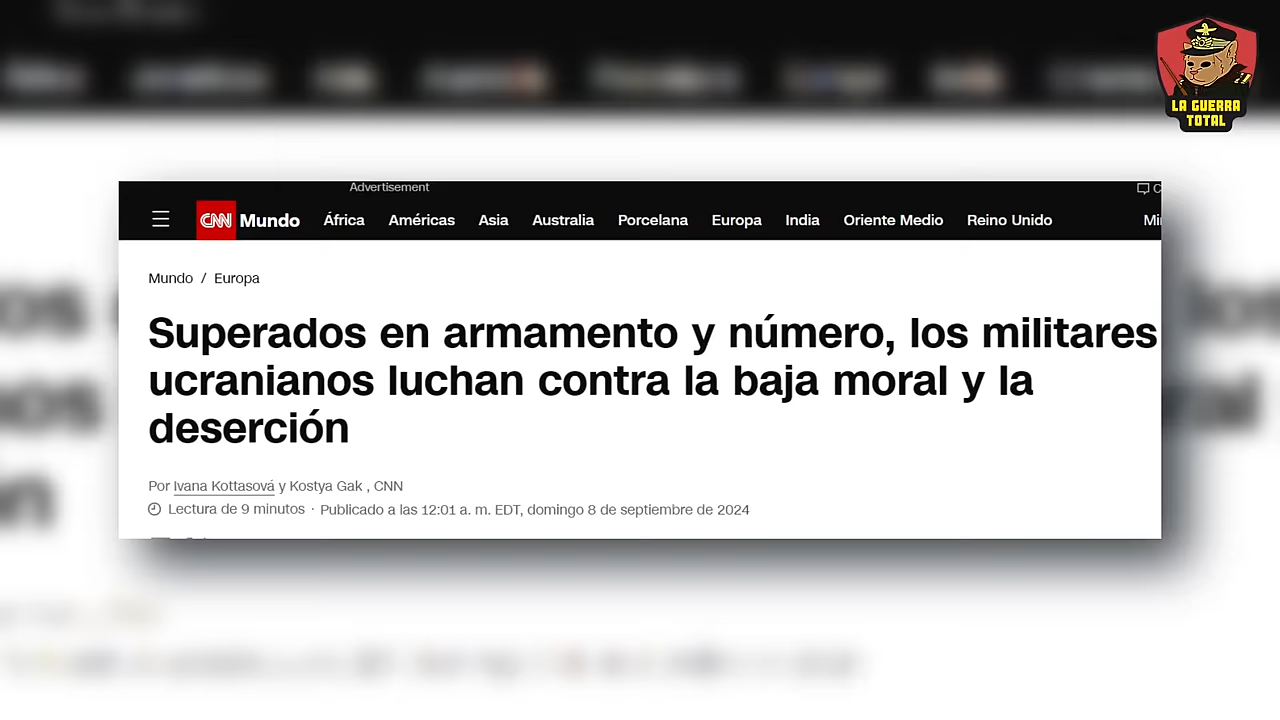 LA GUERRA
TOTAL
Advertisement
CNN Mundo África Américas Asia Australia Porcelana Europa India Oriente Medio Reino Unido
Mundo / Europa
Superados en armamento y número, los militares
ucranianos luchan contra la baja moral y la
deserción
Por Ivana Kottasová y Kostya Gak , CNN
Lectura de 9 minutos · Publicado a las 12:01 a. m. EDT, domingo 8 de septiembre de 2024